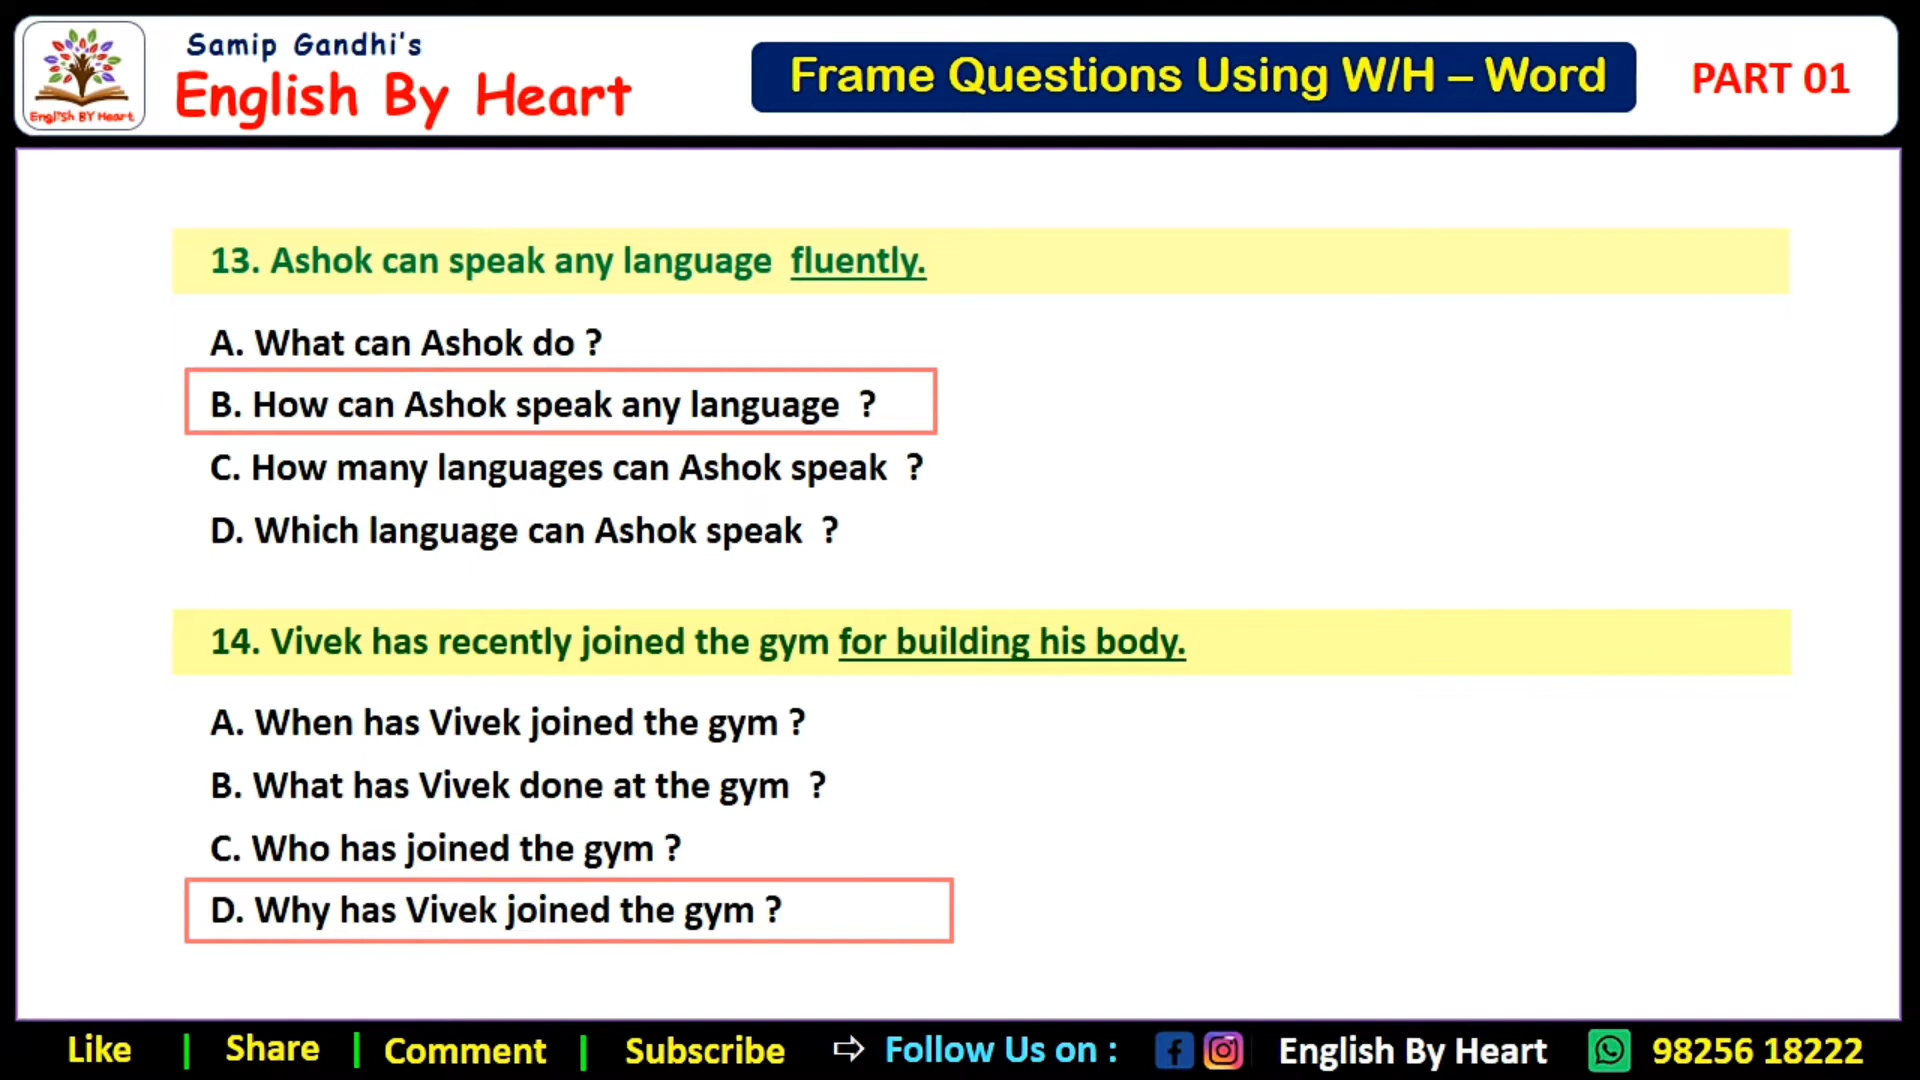 Samip Gandhi's
English By Heart
English BY Heart
Frame Questions Using W/H – Word
PART 01
13. Ashok can speak any language fluently.
A. What can Ashok do ?
B. How can Ashok speak any language ?
C. How many languages can Ashok speak ?
D. Which language can Ashok speak ?
14. Vivek has recently joined the gym for building his body.
A. When has Vivek joined the gym ?
B. What has Vivek done at the gym ?
C. Who has joined the gym ?
D. Why has Vivek joined the gym ?
Like | Share | Comment | Subscribe ⇨ Follow Us on : English By Heart 98256 18222